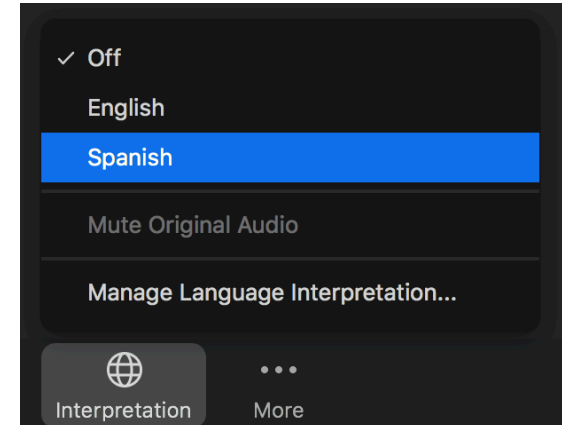 ✓ Off
English
Spanish
Mute Original Audio
Manage Language Interpretation...
Interpretation
More